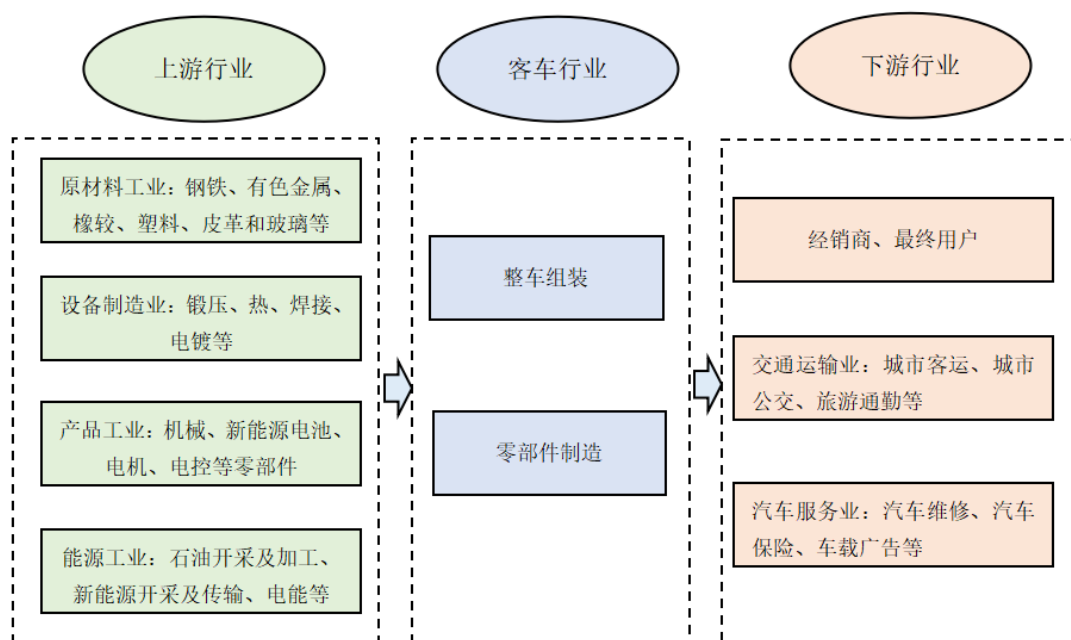 上游行业
客车行业
下游行业
原材料工业：钢铁、有色金属、
橡铰、塑料、皮革和玻璃等
设备制造业：锻压、热、焊接、
电镀等
产品工业：机械、新能源电池、
电机、电控等零部件
能源工业：石油开采及加工、
新能源开采及传输、电能等
整车组装
零部件制造
经销商、最终用户
交通运输业：城市客运、城市
公交、旅游通勤等
汽车服务业：汽车维修、汽车
保险、车载广告等